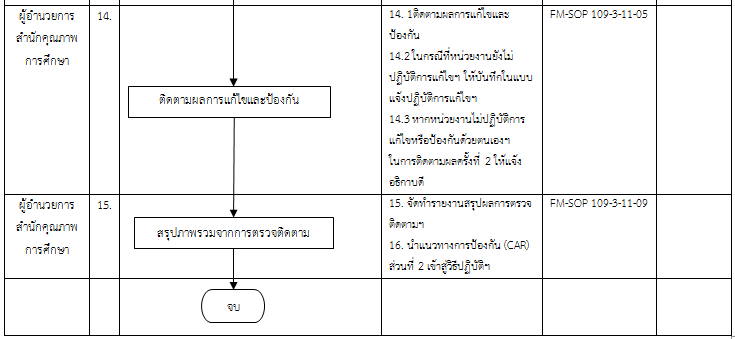 ผู้อำนวยการ
สำนักคุณภาพ
การศึกษา
14.
ติดตามผลการแก้ไขและป้องกัน
14. 1ติดตามผลการแก้ไขและ
ป้องกัน
14.2 ในกรณีที่หน่วยงานยังไม่
ปฏิบัติการแก้ไขฯ ให้บันทึกในแบบ
แจ้งปฏิบัติการแก้ไขฯ
14.3 หากหน่วยงานไม่ปฏิบัติการ
แก้ไขหรือป้องกันด้วยตนเองฯ
ในการติดตามผลครั้งที่ 2 ให้แจ้ง
อธิการบดี
FM-SOP 109-3-11-05
ผู้อำนวยการ
สำนักคุณภาพ
การศึกษา
15.
สรุปภาพรวมจากการตรวจติดตาม
15. จัดทำรายงานสรุปผลการตรวจ
ติดตามฯ
16. นำแนวทางการป้องกัน (CAR)
ส่วนที่ 2 เข้าสู่วิธีปฏิบัติฯ
FM-SOP 109-3-11-09
จบ